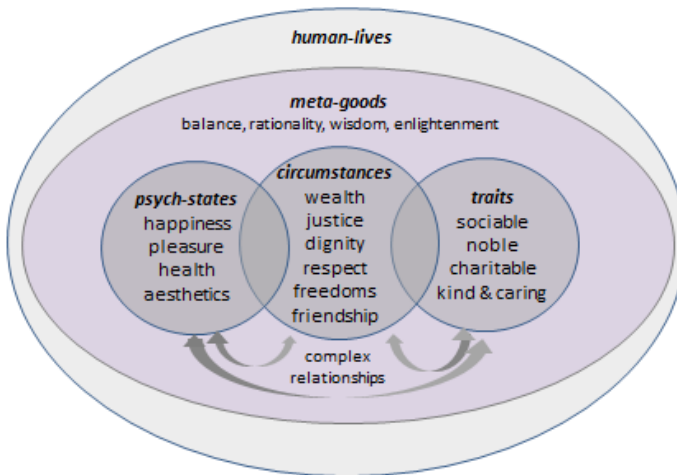 human-lives
meta-goods
balance, rationality, wisdom, enlightenment
psych-states
happiness
pleasure
health
aesthetics
circumstances
wealth
justice
dignity
respect
freedoms
friendship
traits
sociable
noble
charitable
kind & caring
complex
relationships